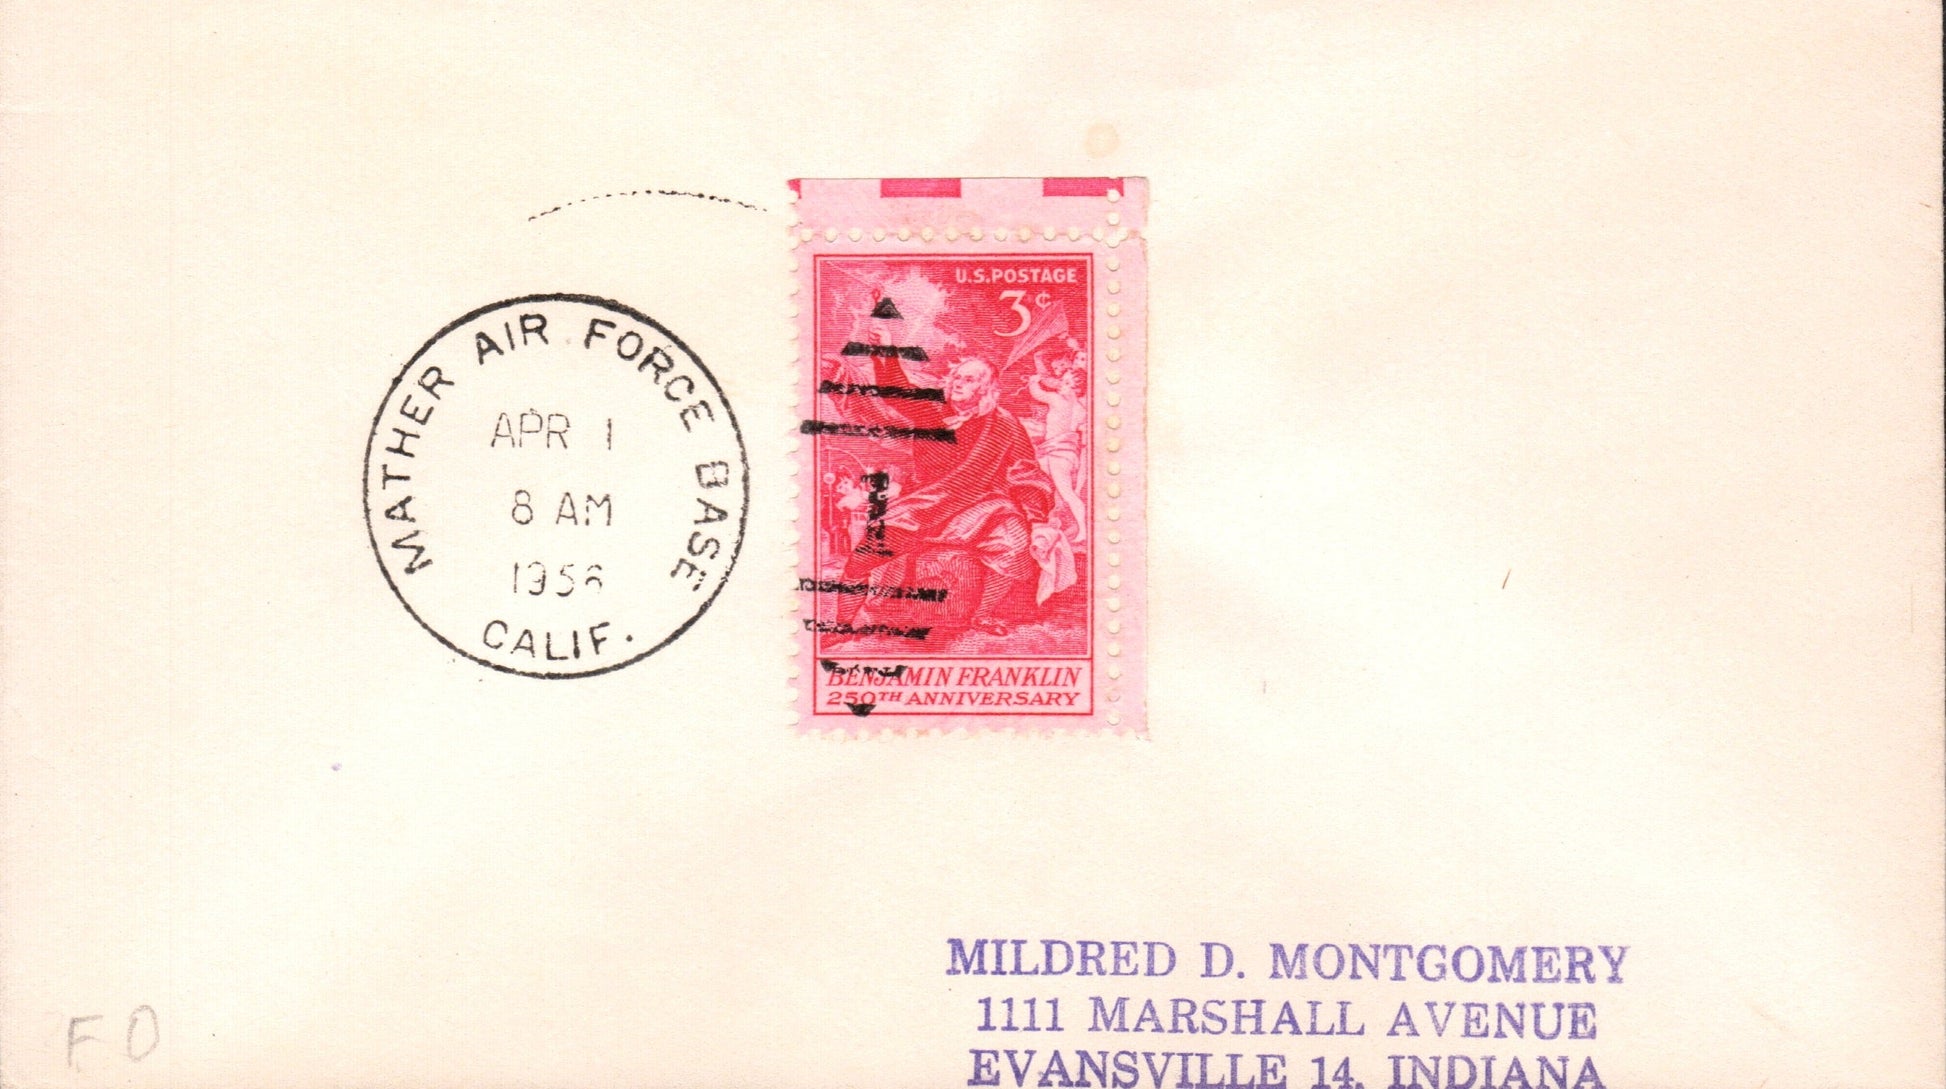 MATHER AIR FORCE BASE
APR 1
8 AM
1956
CALIF.
U.S. POSTAGE
3¢
BENJAMIN FRANKLIN
250TH ANNIVERSARY
MILDRED D. MONTGOMERY
1111 MARSHALL AVENUE
EVANSVILLE 14, INDIANA
FD